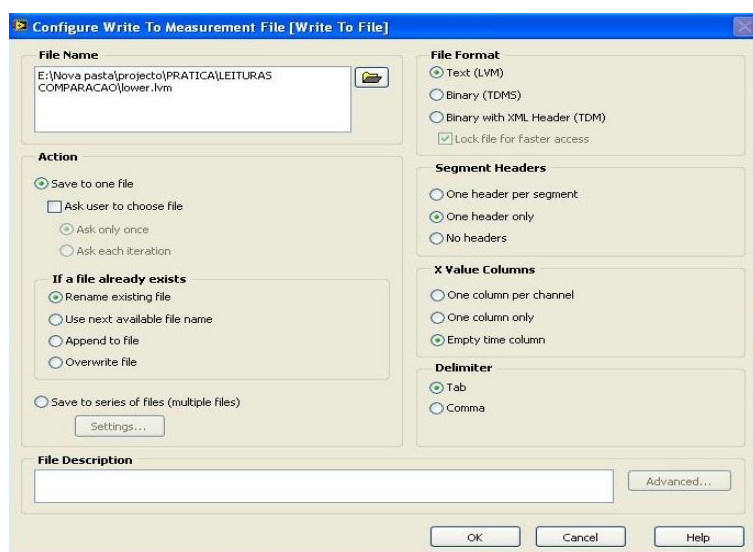 Configure Write To Measurement File [Write To File]
File Name
E:\Nova pasta\projecto\PRATICA\LEITURAS
COMPARACAO\lower.lvm
Action
Save to one file
Ask user to choose file
Ask only once
Ask each iteration
If a file already exists
Rename existing file
Use next available file name
Append to file
Overwrite file
Save to series of files (multiple files)
Settings...
File Format
Text (LVM)
Binary (TDMS)
Binary with XML Header (TDM)
Lock file for faster access
Segment Headers
One header per segment
One header only
No headers
X Value Columns
One column per channel
One column only
Empty time column
Delimiter
Tab
Comma
File Description
Advanced...
OK
Cancel
Help